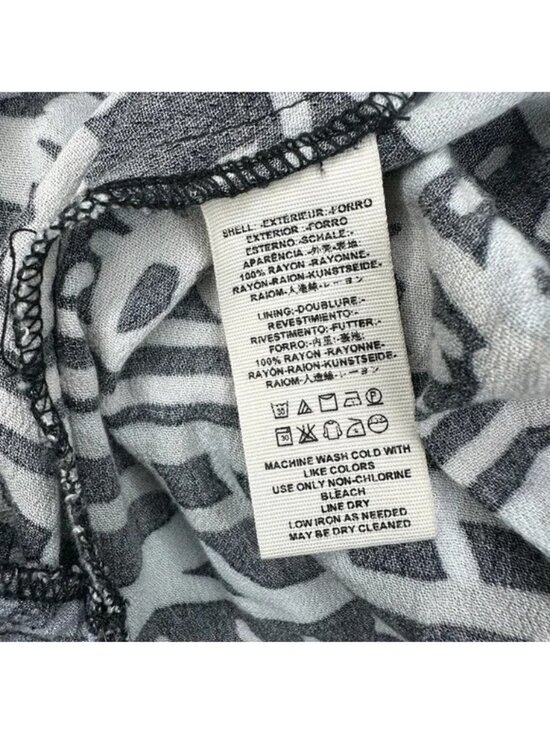 SHELL:-EXTÉRIEUR:-FORRO
EXTERIOR:-FORRO
ESTERNO:-SCHALE:-
APARÊNCIA:-外壳:-表地:
100% RAYON-RAYONNE-
RAYÓN-RAION-KUNSTSEIDE-
RAIOM-人造絲-レーヨン
LINING:-DOUBLURE:-
REVESTIMIENTO:-
RIVESTIMENTO:-FUTTER:-
FORRO:-内里:-裏地:
100% RAYON-RAYONNE-
RAYÓN-RAION-KUNSTSEIDE-
RAIOM-人造絲-レーヨン
30
30
MACHINE WASH COLD WITH
LIKE COLORS
USE ONLY NON-CHLORINE
BLEACH
LINE DRY
LOW IRON AS NEEDED
MAY BE DRY CLEANED